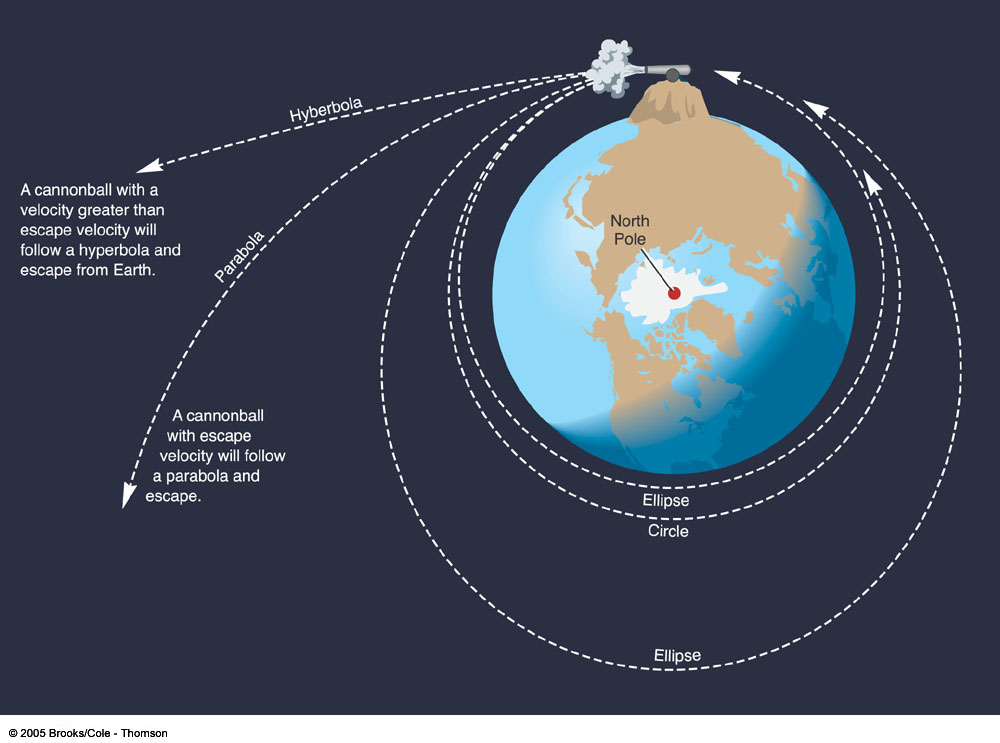 Hyberbola
A cannonball with a
velocity greater than
escape velocity will
follow a hyperbola and
escape from Earth.
Parabola
North
Pole
A cannonball
with escape
velocity will follow
a parabola and
escape.
Ellipse
Circle
Ellipse
© 2005 Brooks/Cole - Thomson